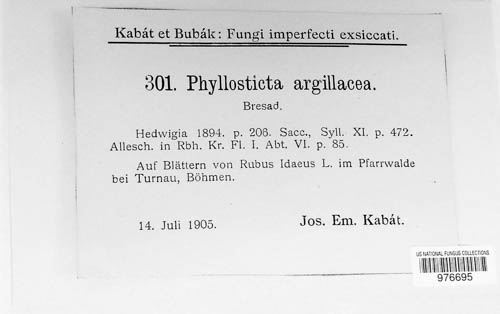 Kabát et Bubák: Fungi imperfecti exsiccati.
301. Phyllosticta argillacea.
Bresad.
Hedwigia 1894. p. 206. Sacc., Syll. XI. p. 472.
Allesch. in Rbh. Kr. Fl. I. Abt. VI. p. 85.
Auf Blättern von Rubus Idaeus L. im Pfarrwalde
bei Turnau, Böhmen.
14. Juli 1905.
Jos. Em. Kabát.
US NATIONAL FUNGUS COLLECTIONS
976695